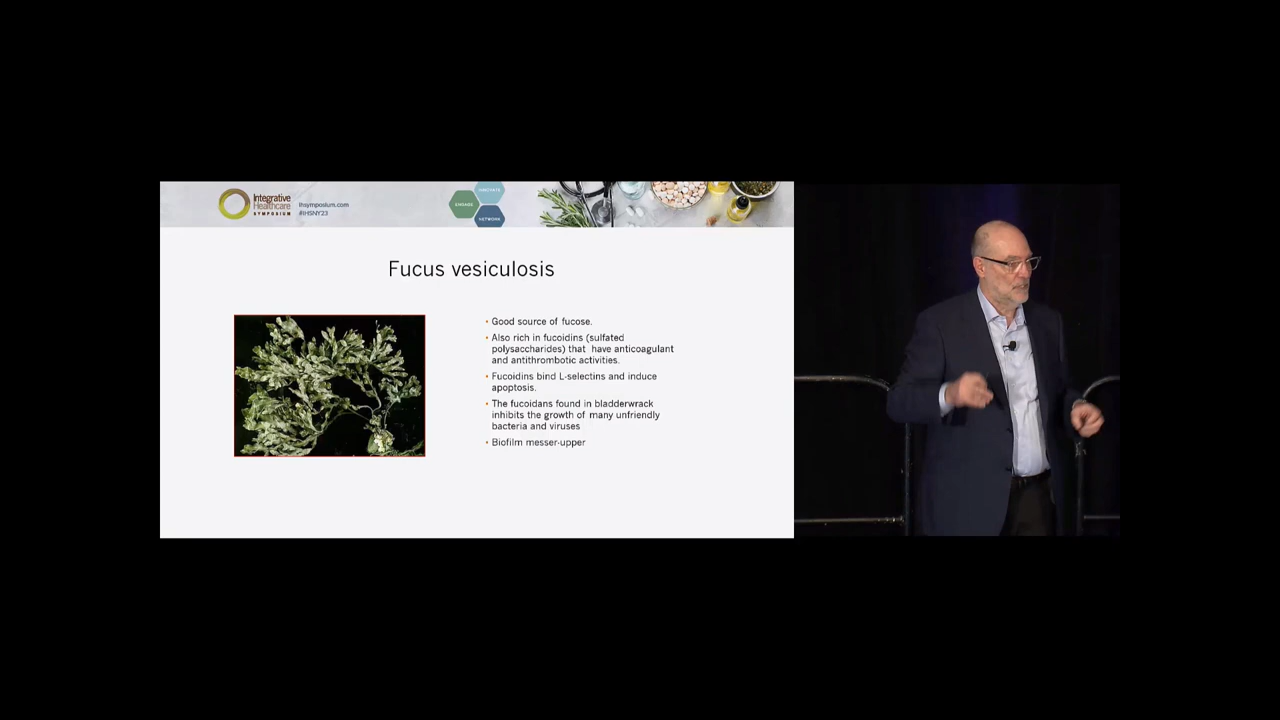 Integrative
Healthcare
SYMPOSIUM
ihsymposium.com
#IHSNY23
INNOVATE
ENGAGE
NETWORK
Fucus vesiculosis
• Good source of fucose.
• Also rich in fucoidins (sulfated
polysaccharides) that have anticoagulant
and antithrombotic activities.
• Fucoidins bind L-selectins and induce
apoptosis.
• The fucoidans found in bladderwrack
inhibits the growth of many unfriendly
bacteria and viruses
• Biofilm messer-upper